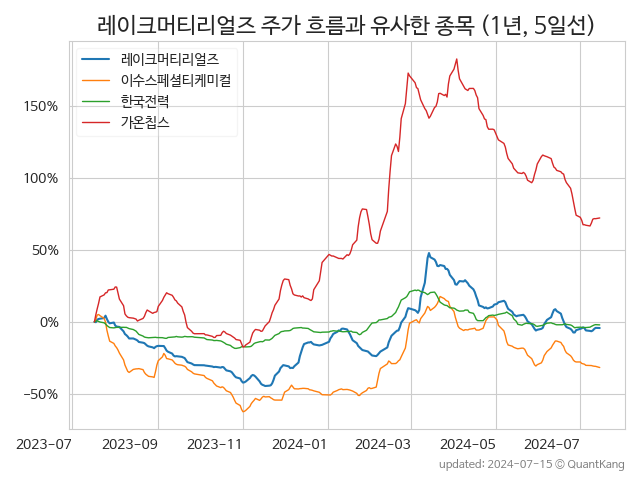 레이크머티리얼즈 주가 흐름과 유사한 종목 (1년, 5일선)
레이크머티리얼즈
이수스페셜티케미컬
한국전력
가온칩스
150%
100%
50%
0%
−50%
2023-07 2023-09 2023-11 2024-01 2024-03 2024-05 2024-07
updated: 2024-07-15 © QuantKang